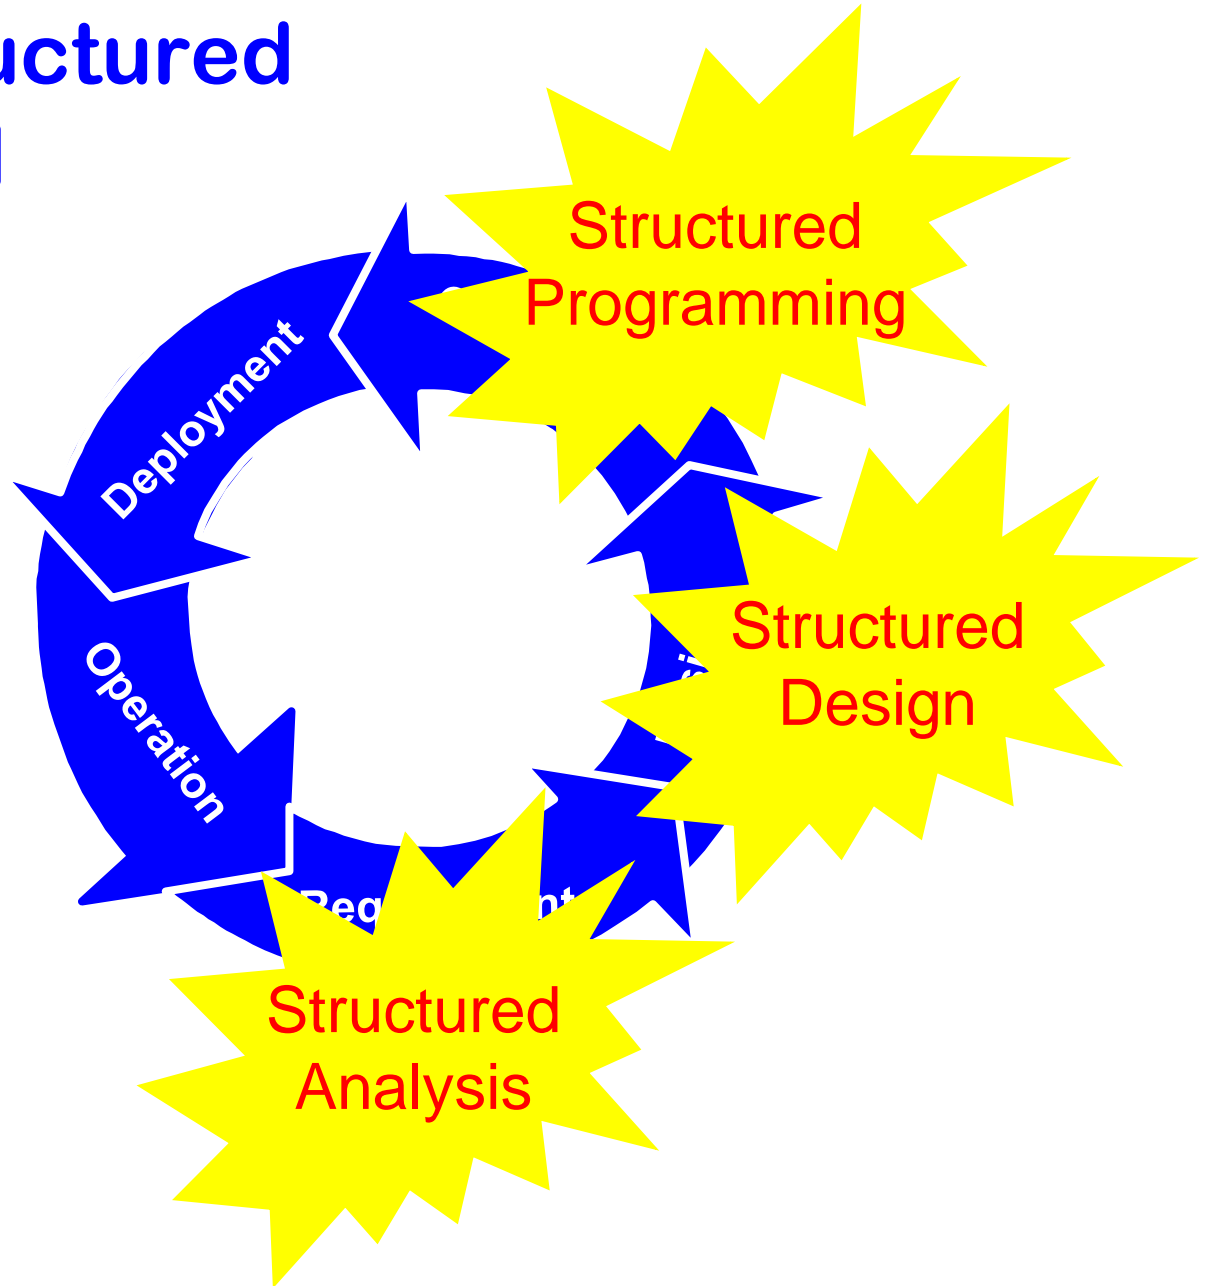 uctured
Structured
Programming
Deployment
Structured
Design
Operation
Structured
Analysis